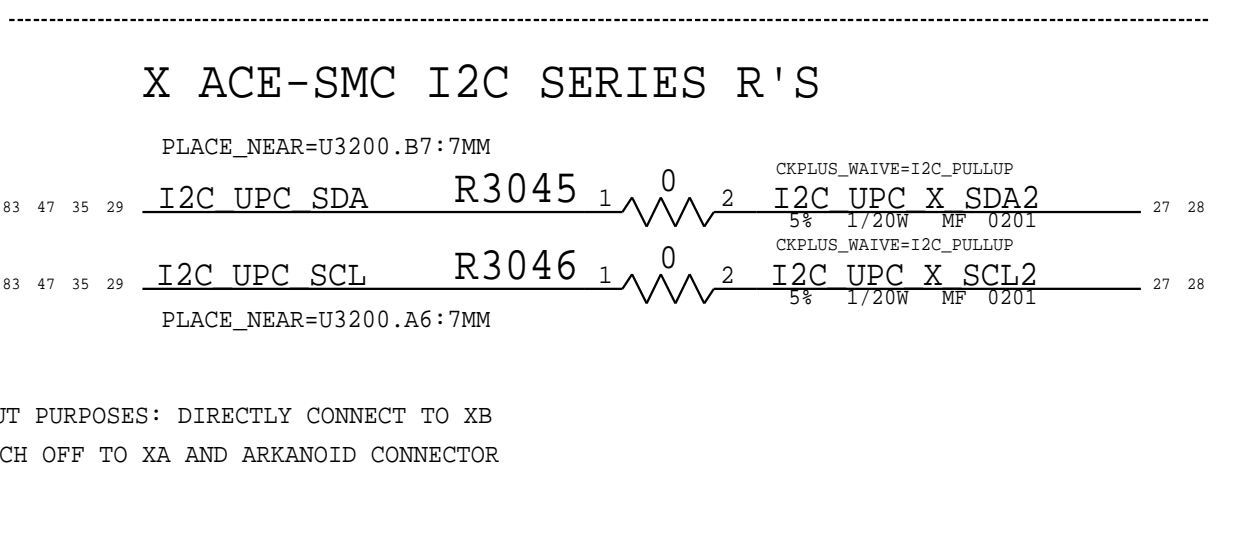 X ACE-SMC I2C SERIES R'S
PLACE_NEAR=U3200.B7:7MM
CKPLUS_WAIVE=I2C_PULLUP
83 47 35 29 I2C_UPC_SDA R3045 1 0 2 I2C_UPC_X_SDA2 27 28
5% 1/20W MF 0201
CKPLUS_WAIVE=I2C_PULLUP
83 47 35 29 I2C_UPC_SCL R3046 1 0 2 I2C_UPC_X_SCL2 27 28
5% 1/20W MF 0201
PLACE_NEAR=U3200.A6:7MM
UT PURPOSES: DIRECTLY CONNECT TO XB
CH OFF TO XA AND ARKANOID CONNECTOR